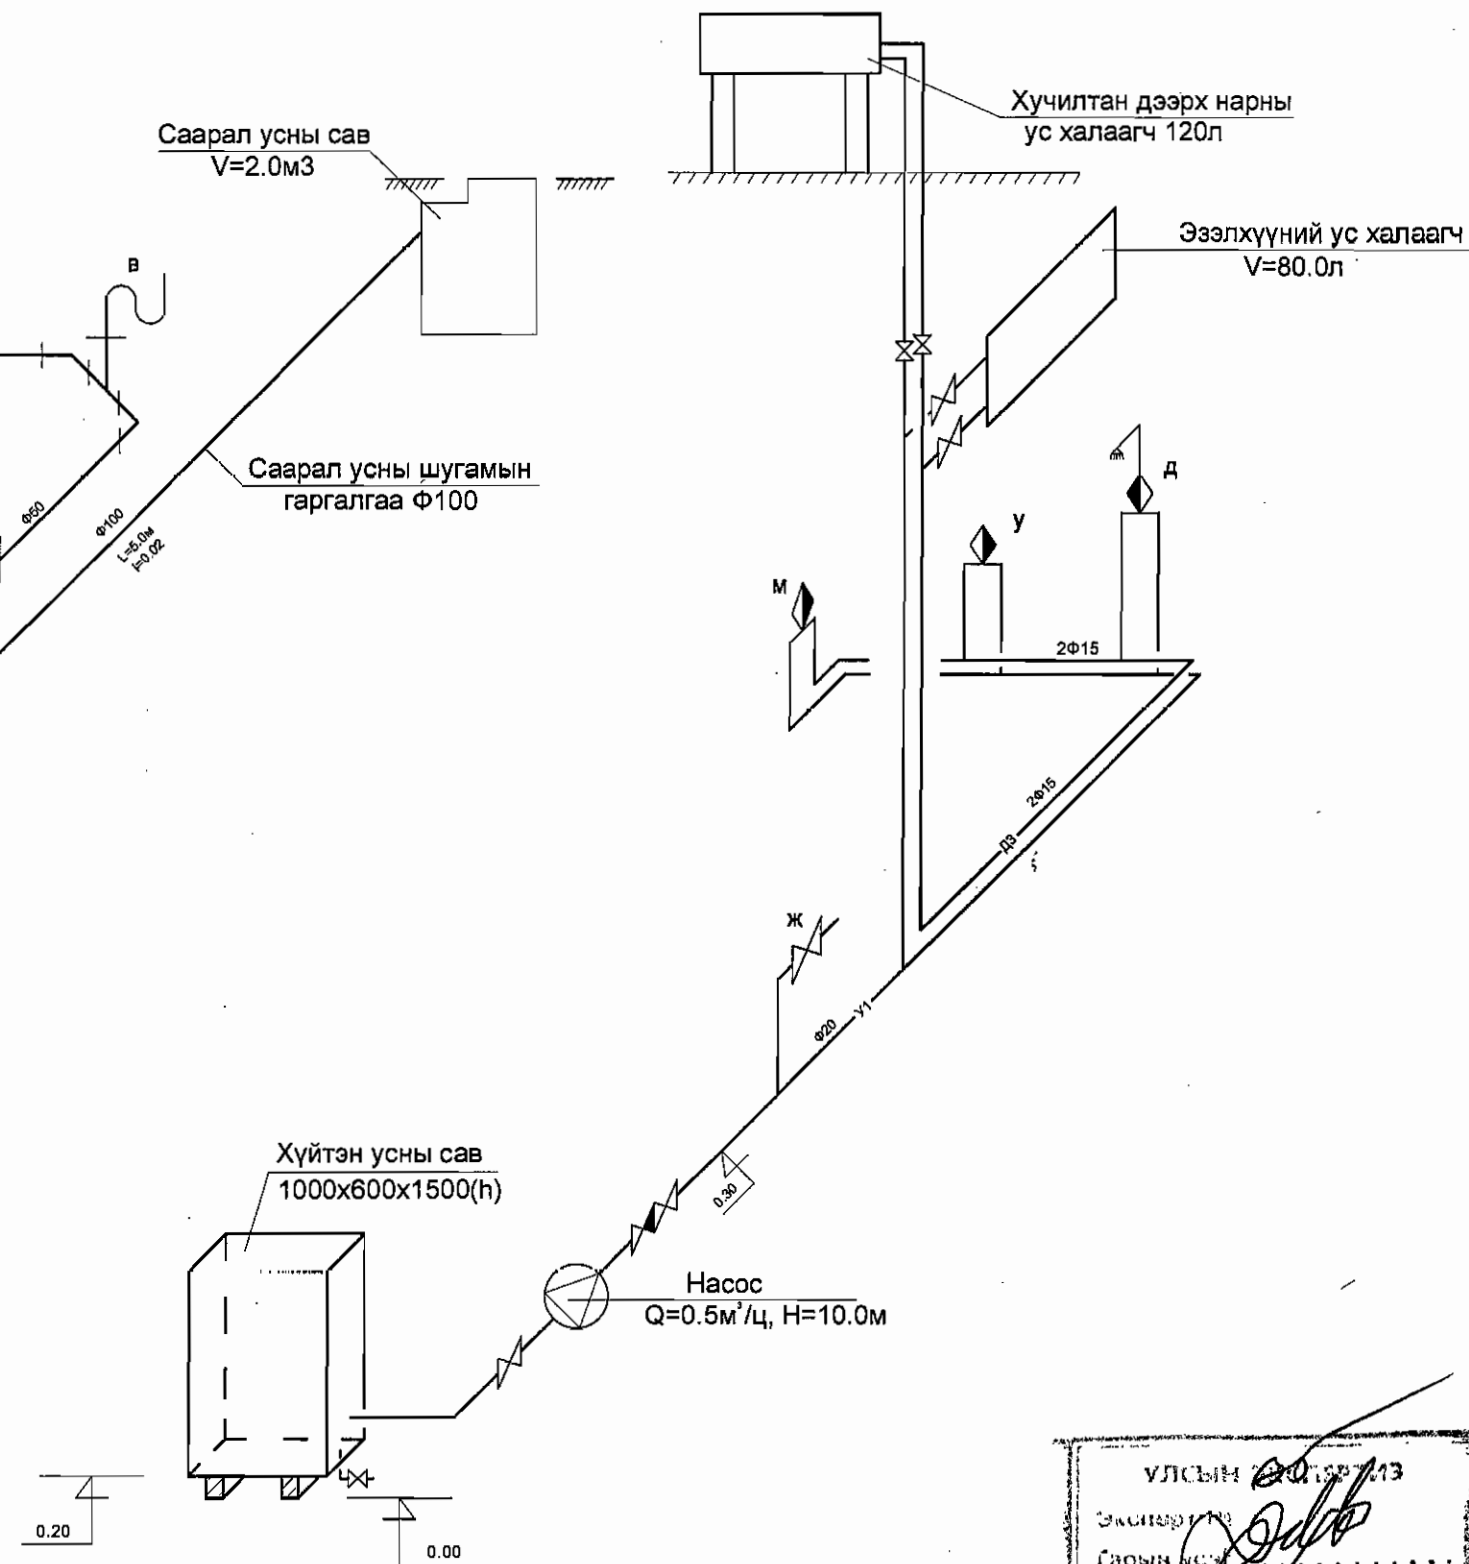 Хучилтан дээрх нарны
ус халаагч 120л
Саарал усны сав
V=2.0м3
Эзэлхүүний ус халаагч
V=80.0л
в
Саарал усны шугамын
гаргалгаа Ф100
Ф50
Ф100
L=5.0м
i=0.02
д
у
м
2Ф15
2Ф15
Д3
ж
У1
Ф20
Хүйтэн усны сав
1000х600х1500(h)
0.30
Насос
Q=0.5м³/ц, H=10.0м
0.20
0.00
УЛСЫН